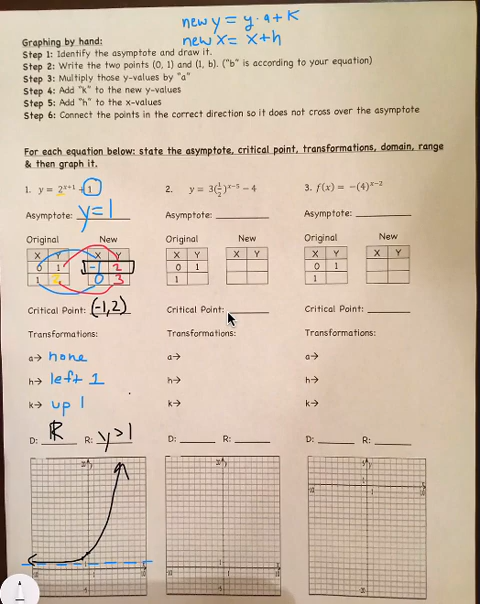 new y = y · a + k
new x = x + h
Graphing by hand:
Step 1: Identify the asymptote and draw it.
Step 2: Write the two points (0, 1) and (1, b). ("b" is according to your equation)
Step 3: Multiply those y-values by "a"
Step 4: Add "k" to the new y-values
Step 5: Add "h" to the x-values
Step 6: Connect the points in the correct direction so it does not cross over the asymptote
For each equation below: state the asymptote, critical point, transformations, domain, range
& then graph it.
1. y = 2^{x+1} + 1
Asymptote: y = 1
Original New
X Y X Y
0 1 -1 2
1 2 0 3
Critical Point: (-1,2)
Transformations:
a→ none
h→ left 1
k→ up 1
D: ℝ R: y>1
2. y = 3(1/2)^{x-5} - 4
Asymptote:
Original New
X Y X Y
0 1
1
Critical Point:
Transformations:
a→
h→
k→
D: R:
3. f(x) = -(4)^{x-2}
Asymptote:
Original New
X Y X Y
0 1
1
Critical Point:
Transformations:
a→
h→
k→
D: R: